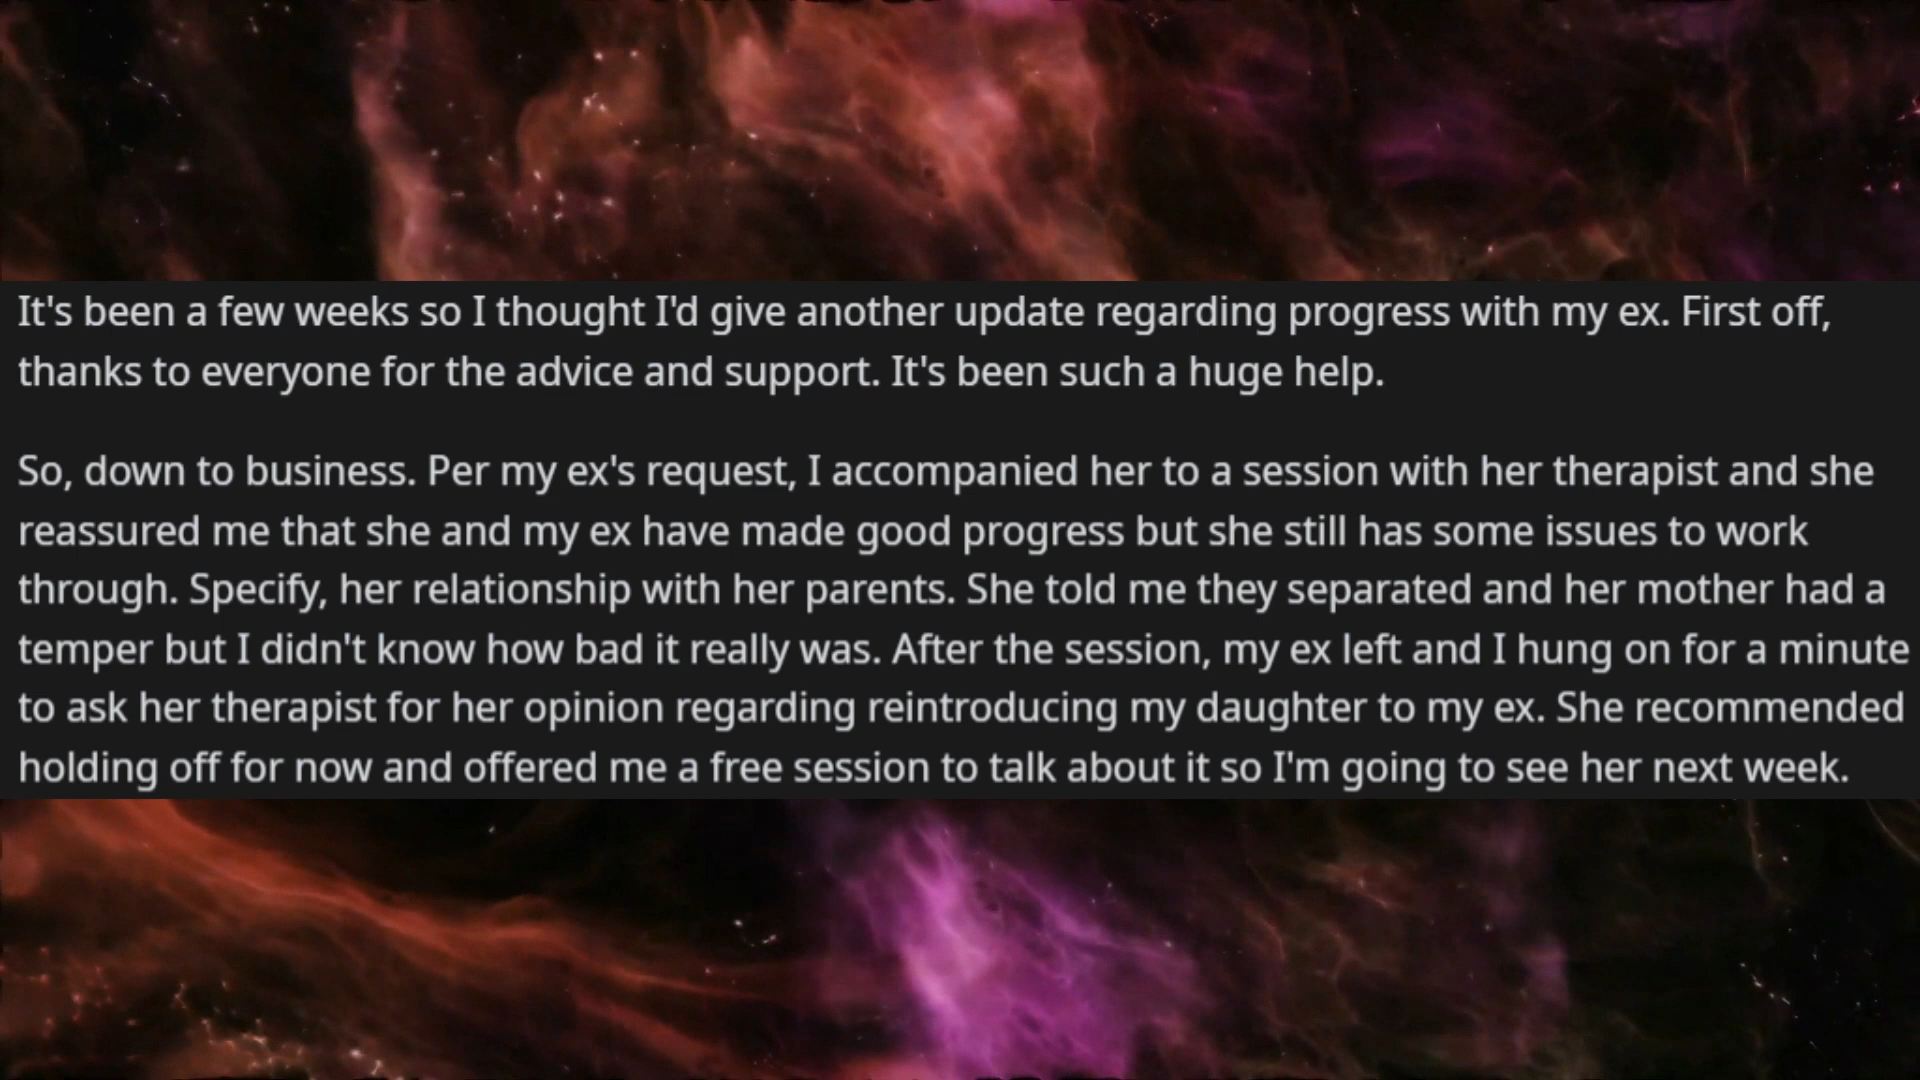 It's been a few weeks so I thought I'd give another update regarding progress with my ex. First off,
thanks to everyone for the advice and support. It's been such a huge help.
So, down to business. Per my ex's request, I accompanied her to a session with her therapist and she
reassured me that she and my ex have made good progress but she still has some issues to work
through. Specify, her relationship with her parents. She told me they separated and her mother had a
temper but I didn't know how bad it really was. After the session, my ex left and I hung on for a minute
to ask her therapist for her opinion regarding reintroducing my daughter to my ex. She recommended
holding off for now and offered me a free session to talk about it so I'm going to see her next week.